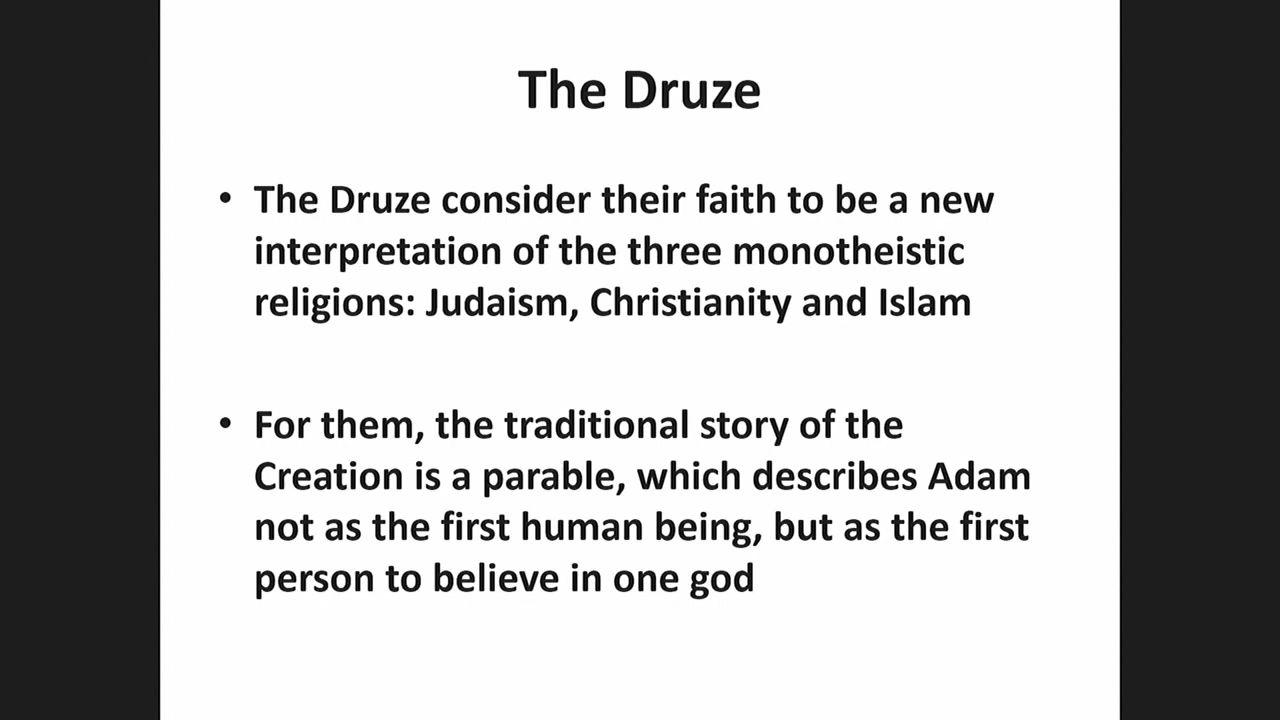 The Druze
• The Druze consider their faith to be a new
interpretation of the three monotheistic
religions: Judaism, Christianity and Islam
• For them, the traditional story of the
Creation is a parable, which describes Adam
not as the first human being, but as the first
person to believe in one god